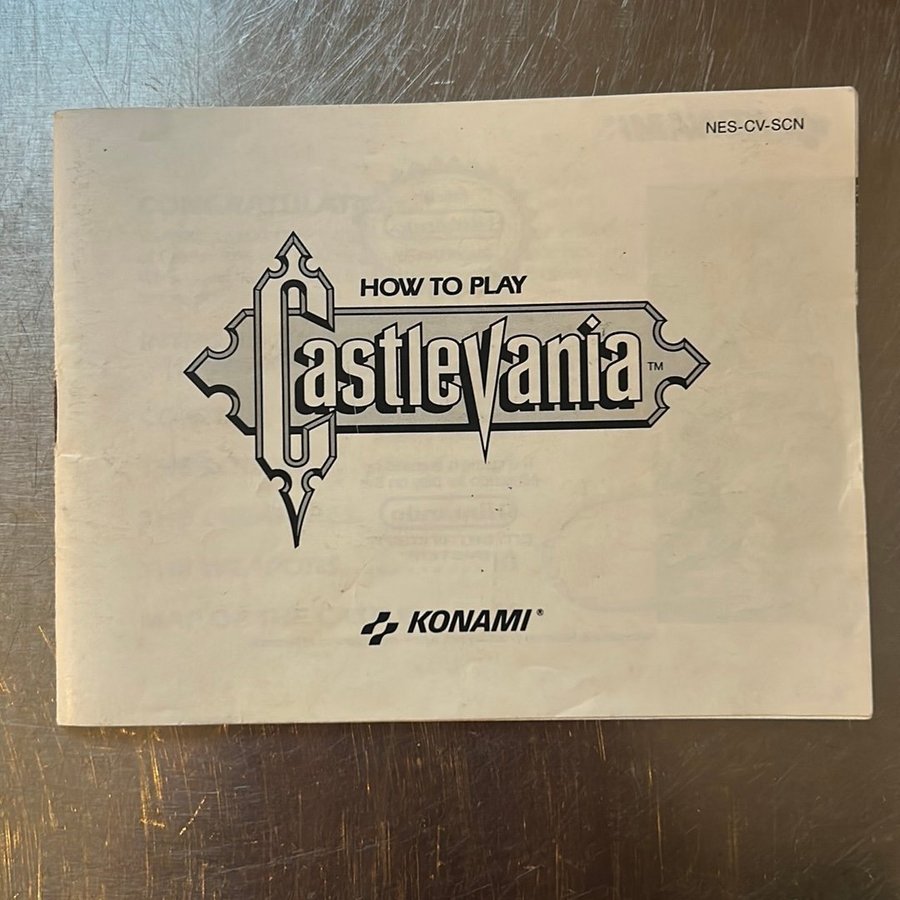 NES-CV-SCN
HOW TO PLAY
Castlevania™
KONAMI®